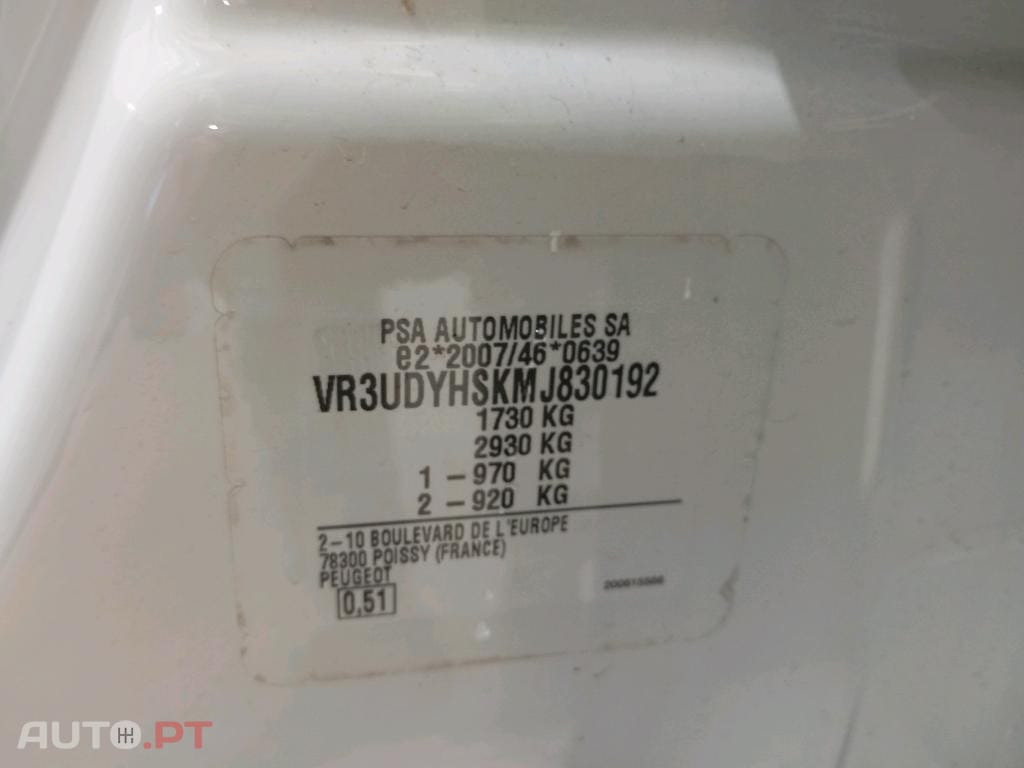 PSA AUTOMOBILES SA
e2*2007/46*0639
VR3UDYHSKMJ830192
1730 KG
2930 KG
1 – 970 KG
2 – 920 KG
2–10 BOULEVARD DE L'EUROPE
78300 POISSY (FRANCE)
PEUGEOT
0,51
AUTO.PT